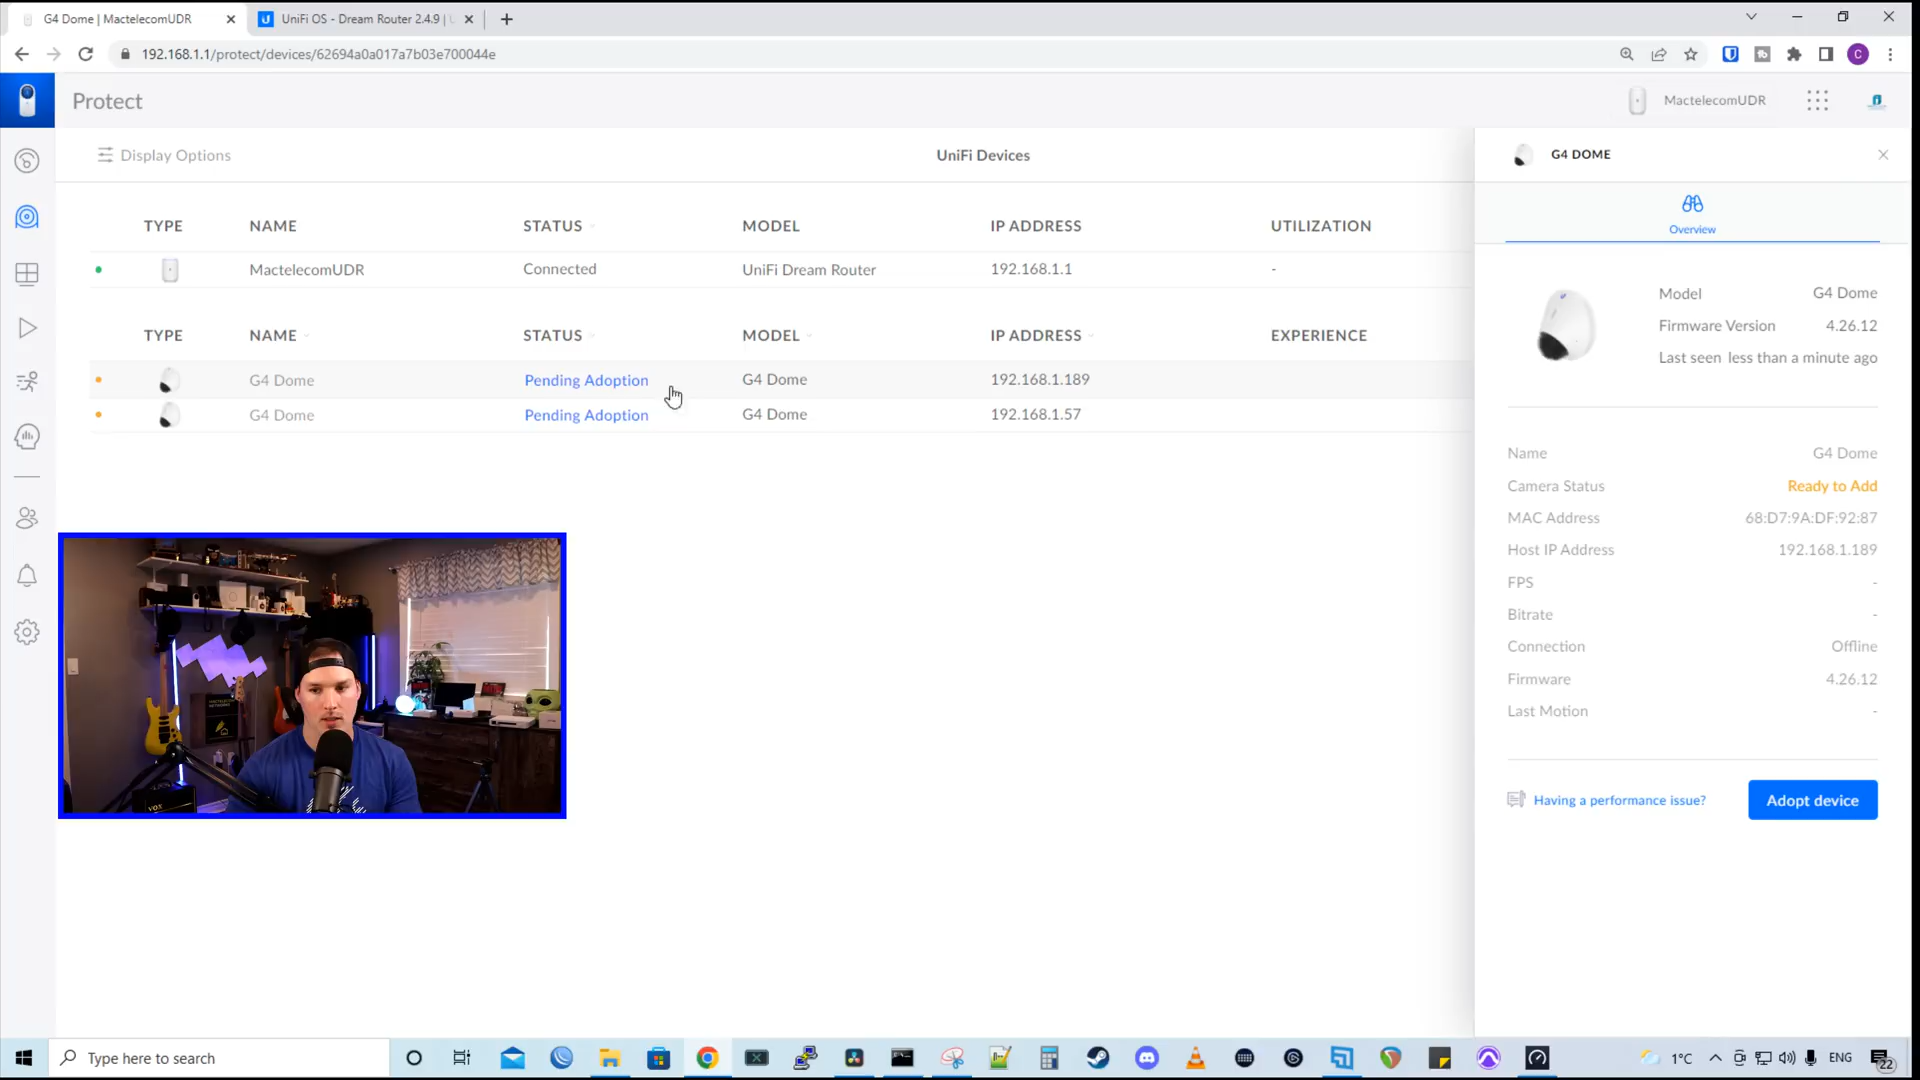 G4 Dome | MactelecomUDR
UniFi OS - Dream Router 2.4.9 |
192.168.1.1/protect/devices/62694a0a017a7b03e700044e
C
Protect
MactelecomUDR
Display Options
UniFi Devices
G4 DOME
Overview
TYPE NAME STATUS MODEL IP ADDRESS UTILIZATION
MactelecomUDR Connected UniFi Dream Router 192.168.1.1 -
TYPE NAME STATUS MODEL IP ADDRESS EXPERIENCE
G4 Dome Pending Adoption G4 Dome 192.168.1.189
G4 Dome Pending Adoption G4 Dome 192.168.1.57
Model G4 Dome
Firmware Version 4.26.12
Last seen less than a minute ago
Name G4 Dome
Camera Status Ready to Add
MAC Address 68:D7:9A:DF:92:87
Host IP Address 192.168.1.189
FPS -
Bitrate -
Connection Offline
Firmware 4.26.12
Last Motion -
Having a performance issue?
Adopt device
VOX
Type here to search
1°C
ENG
22